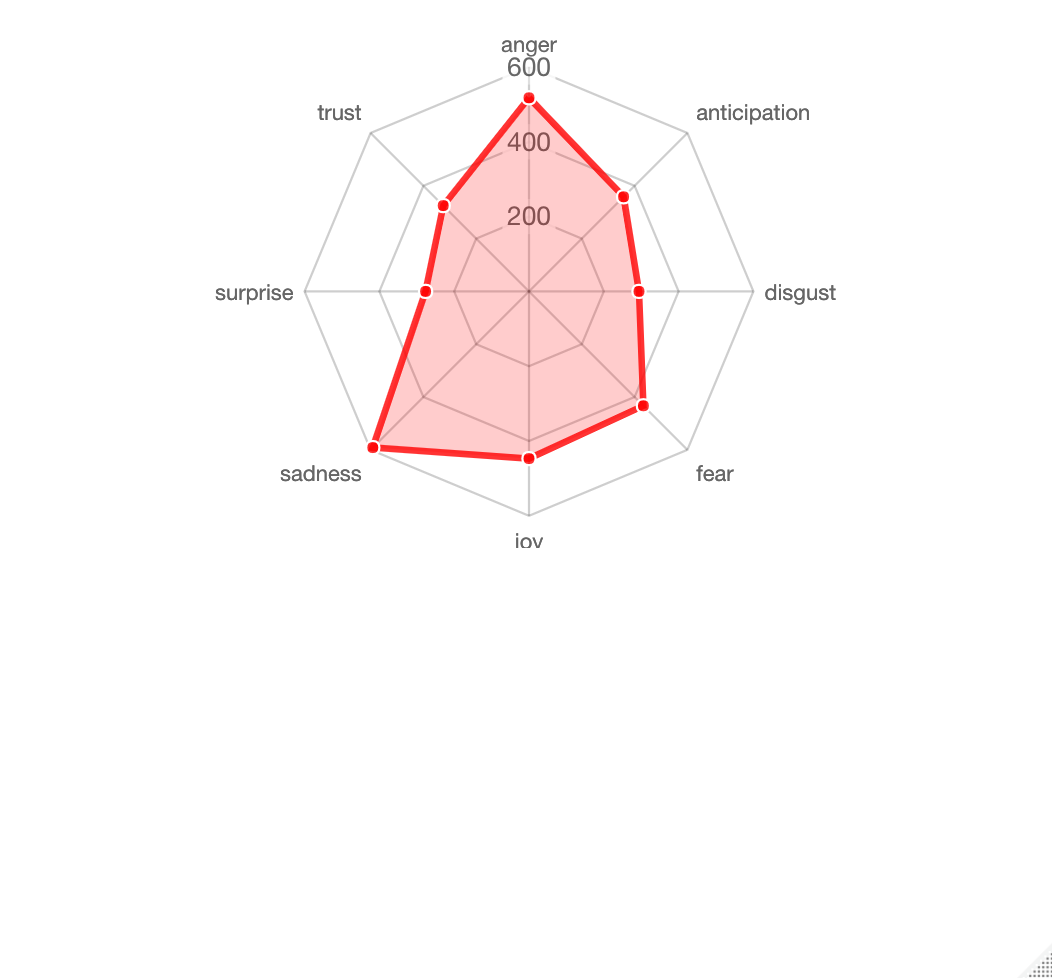 anger
600
trust
anticipation
400
200
surprise
disgust
sadness
fear
joy